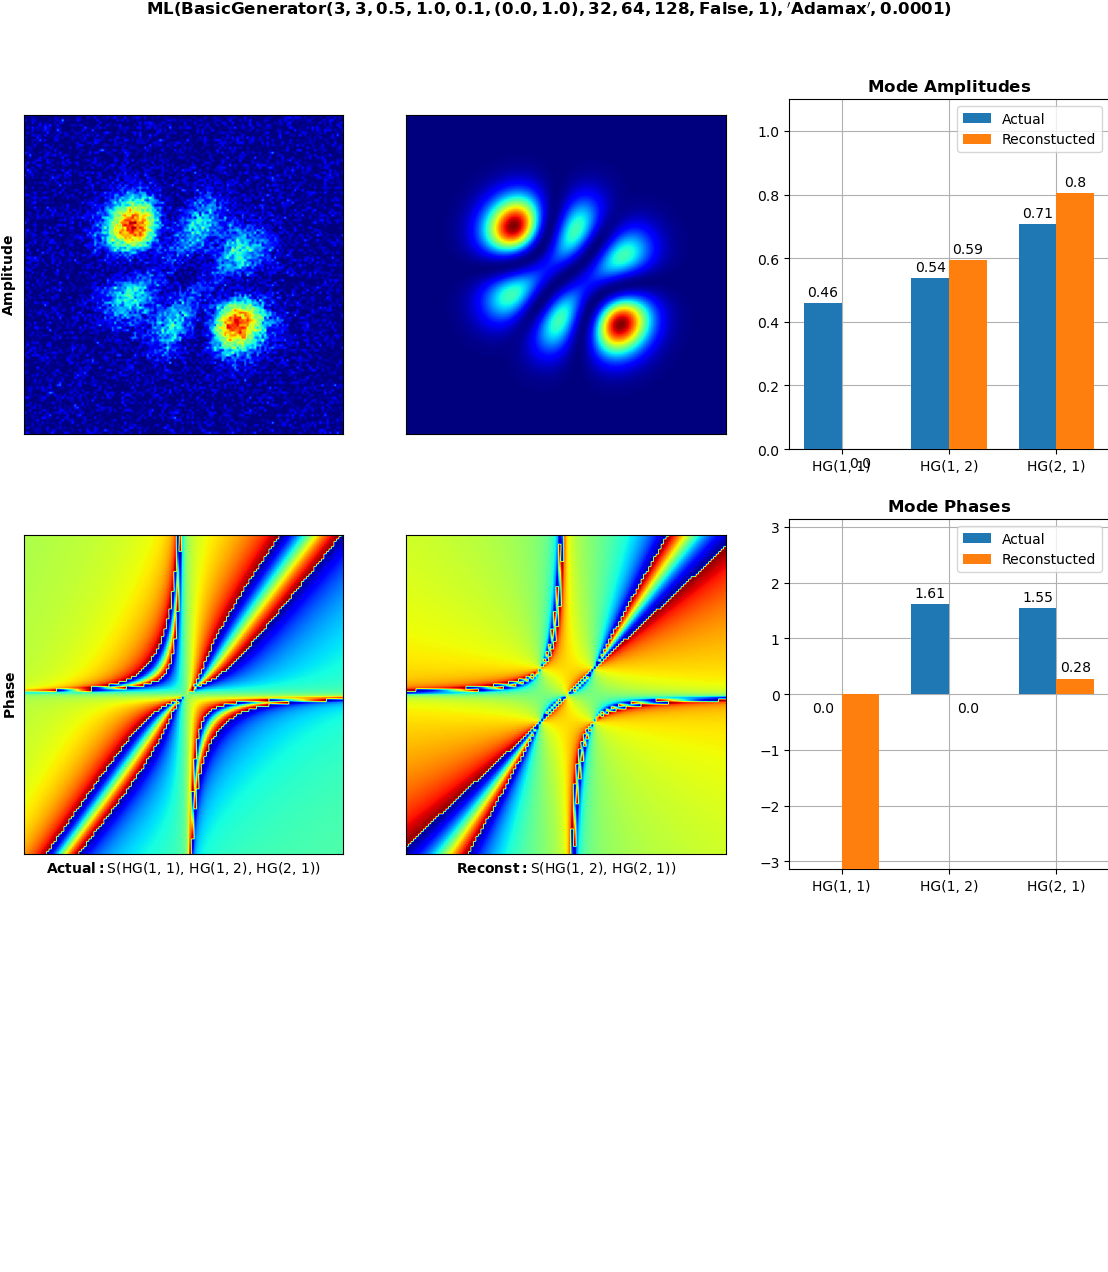 ML(BasicGenerator(3, 3, 0.5, 1.0, 0.1, (0.0, 1.0), 32, 64, 128, False, 1), ′Adamax′, 0.0001)
Amplitude
Mode Amplitudes
Actual
Reconstucted
1.0
0.8
0.6
0.4
0.2
0.0
0.46
0.0
0.54
0.59
0.71
0.8
HG(1, 1)
HG(1, 2)
HG(2, 1)
Phase
Actual: S(HG(1, 1), HG(1, 2), HG(2, 1))
Reconst: S(HG(1, 2), HG(2, 1))
Mode Phases
Actual
Reconstucted
3
2
1
0
−1
−2
−3
0.0
1.61
0.0
1.55
0.28
HG(1, 1)
HG(1, 2)
HG(2, 1)